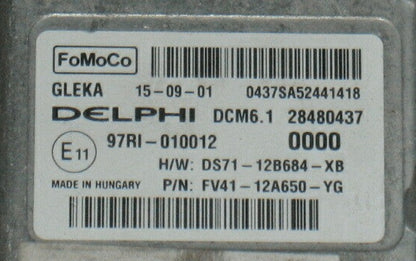 FoMoCo
GLEKA 15-09-01 0437SA52441418
DELPHI DCM6.1 28480437
E11 97RI-010012 0000
H/W: DS71-12B684-XB
MADE IN HUNGARY P/N: FV41-12A650-YG